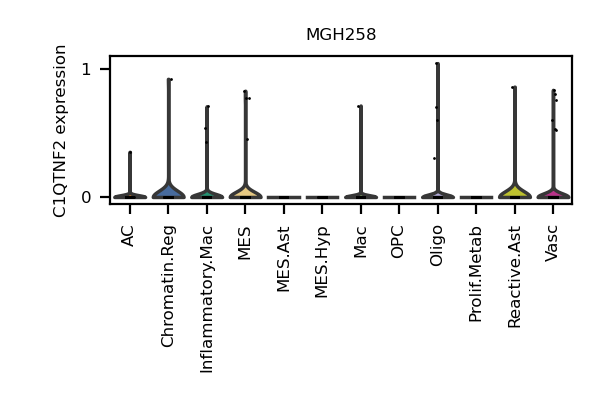 MGH258
C1QTNF2 expression
1
0
AC
Chromatin.Reg
Inflammatory.Mac
MES
MES.Ast
MES.Hyp
Mac
OPC
Oligo
Prolif.Metab
Reactive.Ast
Vasc